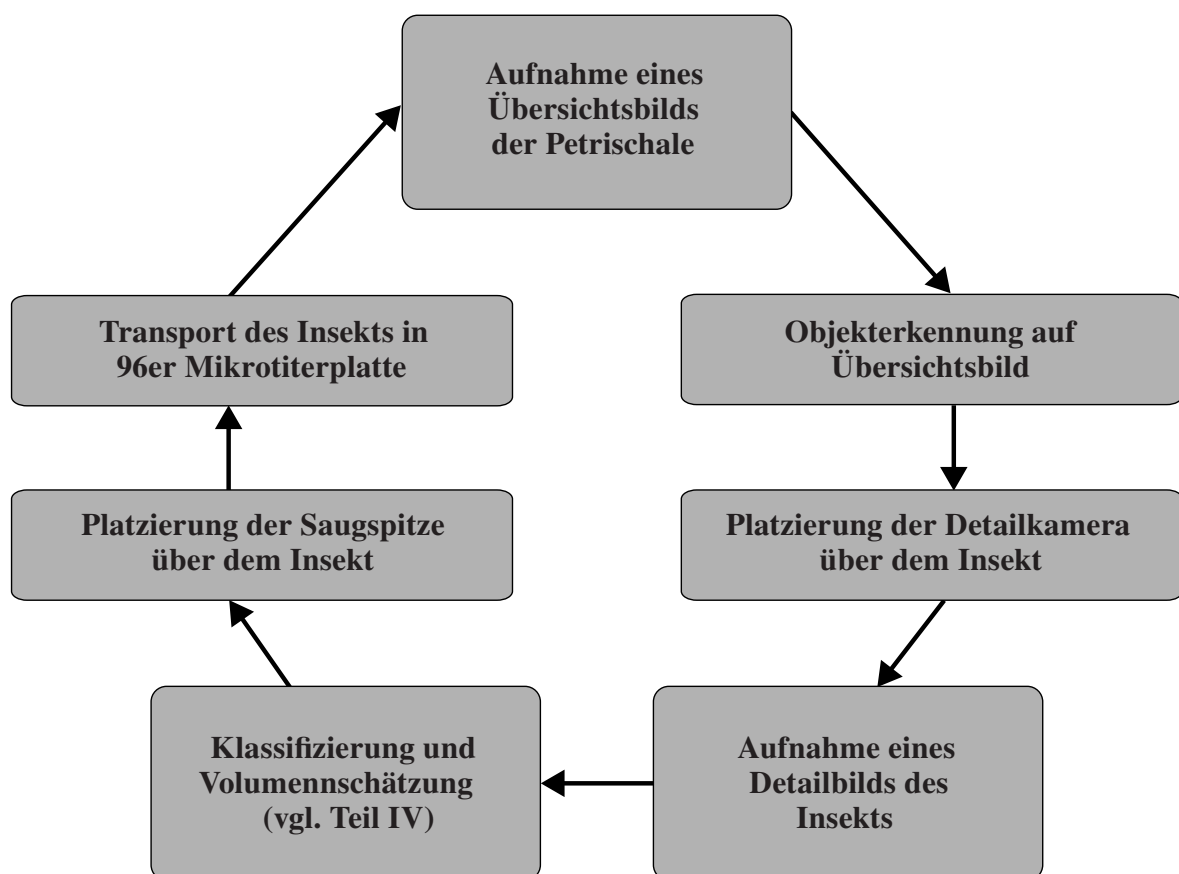 Aufnahme eines
Übersichtsbilds
der Petrischale
Objekterkennung auf
Übersichtsbild
Platzierung der Detailkamera
über dem Insekt
Aufnahme eines
Detailbilds des
Insekts
Klassifizierung und
Volumennschätzung
(vgl. Teil IV)
Platzierung der Saugspitze
über dem Insekt
Transport des Insekts in
96er Mikrotiterplatte